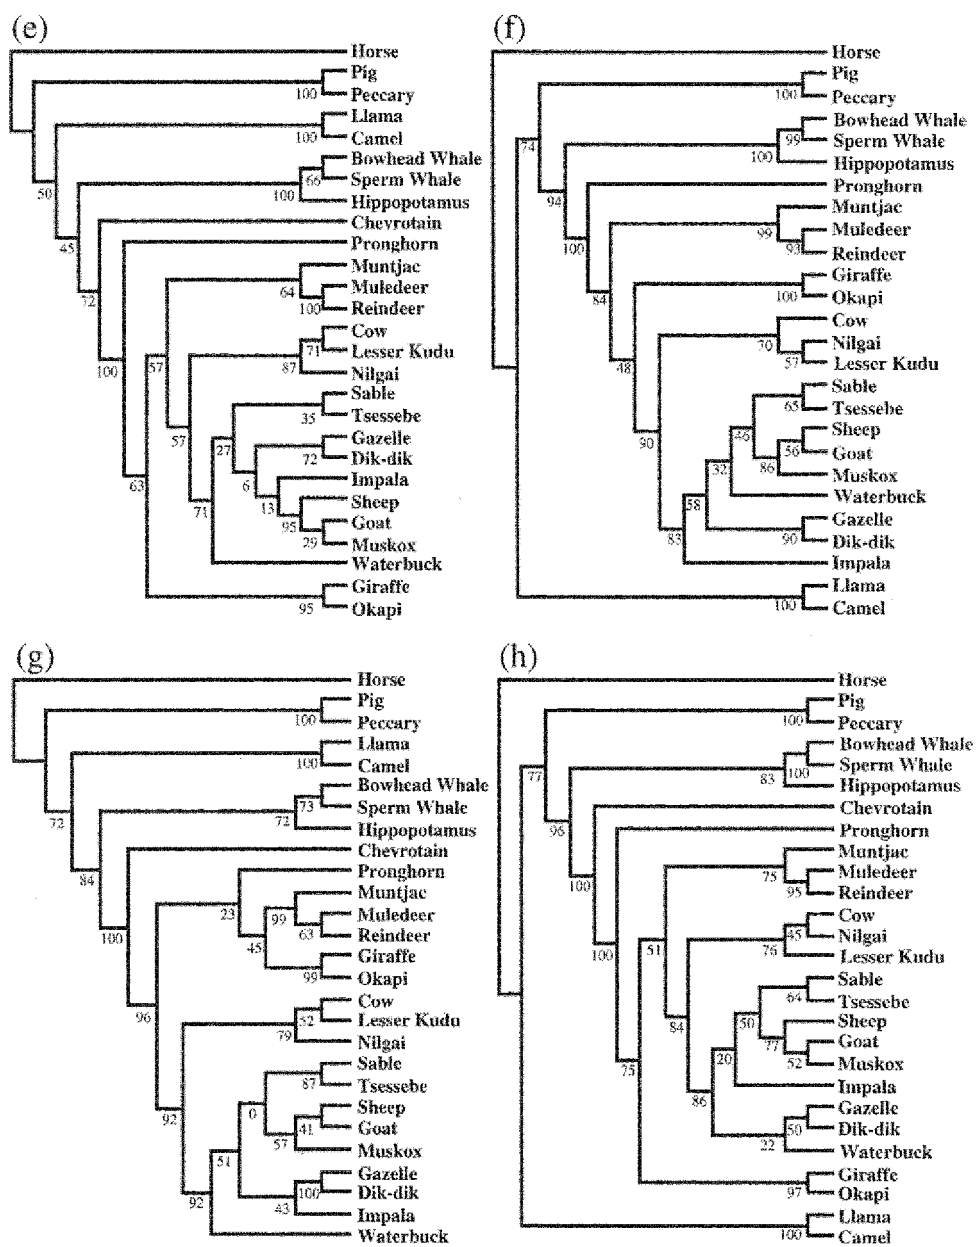 (e)
Horse
Pig
100
Peccary
Llama
100
Camel
50
Bowhead Whale
66
Sperm Whale
100
Hippopotamus
45
Chevrotain
Pronghorn
72
Muntjac
64
Muledeer
100
Reindeer
Cow
71
Lesser Kudu
87
Nilgai
100
57
Sable
35
Tsessebe
57
27
Gazelle
72
Dik-dik
63
6
Impala
13
Sheep
95
Goat
71
29
Muskox
Waterbuck
Giraffe
95
Okapi
(f)
Horse
Pig
100
Peccary
Bowhead Whale
74
99
Sperm Whale
100
Hippopotamus
Pronghorn
94
Muntjac
99
Muledeer
93
Reindeer
100
Giraffe
84
100
Okapi
Cow
70
Nilgai
48
57
Lesser Kudu
Sable
65
Tsessebe
90
46
Sheep
56
Goat
32
86
Muskox
Waterbuck
58
Gazelle
83
90
Dik-dik
Impala
Llama
100
Camel
(g)
Horse
Pig
100
Peccary
Llama
100
Camel
72
Bowhead Whale
73
Sperm Whale
72
Hippopotamus
84
Chevrotain
Pronghorn
100
23
Muntjac
99
Muledeer
45
63
Reindeer
Giraffe
99
Okapi
96
Cow
52
Lesser Kudu
79
Nilgai
Sable
87
Tsessebe
92
0
Sheep
41
Goat
57
Muskox
51
Gazelle
100
Dik-dik
92
43
Impala
Waterbuck
(h)
Horse
Pig
100
Peccary
77
Bowhead Whale
100
Sperm Whale
83
Hippopotamus
96
Chevrotain
Pronghorn
100
Muntjac
75
Muledeer
95
Reindeer
100
51
Cow
45
Nilgai
76
Lesser Kudu
75
84
Sable
64
Tsessebe
50
Sheep
77
Goat
20
52
Muskox
86
Impala
Gazelle
50
Dik-dik
22
Waterbuck
Giraffe
97
Okapi
Llama
100
Camel